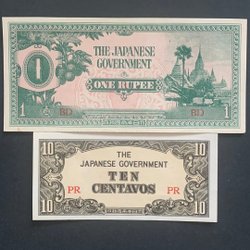 THE JAPANESE
GOVERNMENT
1
ONE RUPEE
1 BD BD 1
10 THE 10
JAPANESE GOVERNMENT
TEN
PR PR
CENTAVOS
10 10